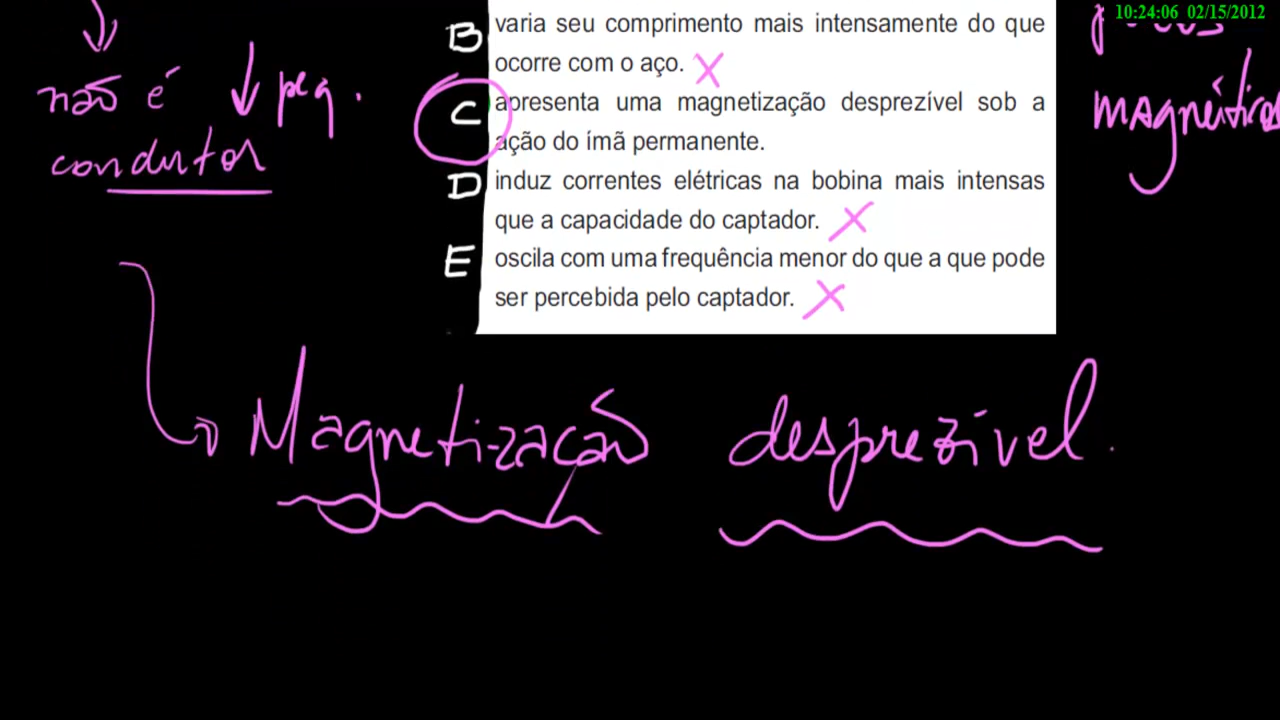 10:24:06 02/15/2012
B varia seu comprimento mais intensamente do que
ocorre com o aço.
C apresenta uma magnetização desprezível sob a
ação do ímã permanente.
D induz correntes elétricas na bobina mais intensas
que a capacidade do captador.
E oscila com uma frequência menor do que a que pode
ser percebida pelo captador.
não é
condutor
peq.
magnéticos
Magnetização desprezível.